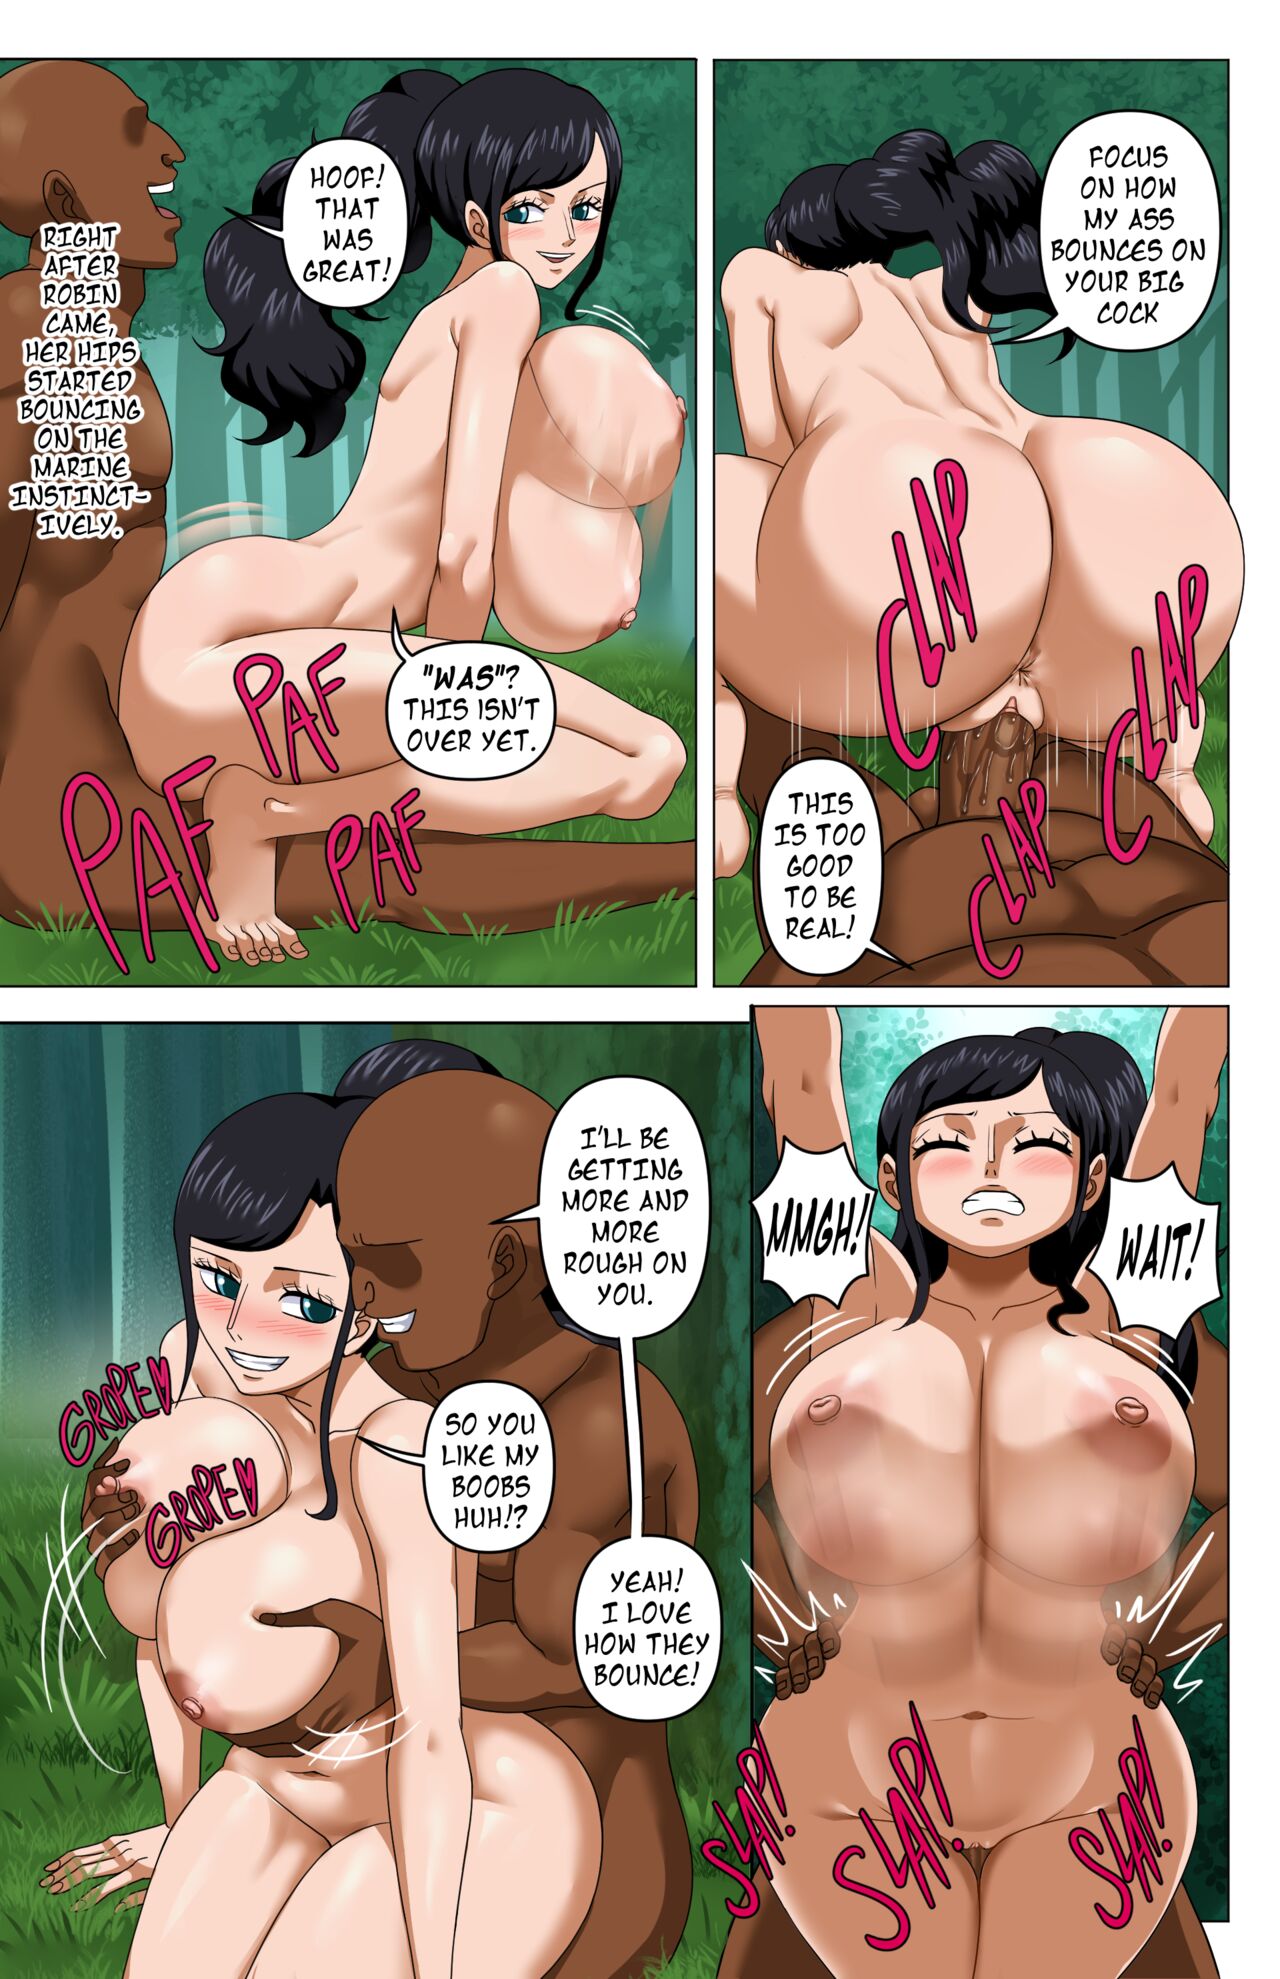 RIGHT
AFTER
ROBIN
CAME,
HER HIPS
STARTED
BOUNCING
ON THE
MARINE
INSTINCT-
IVELY.
HOOF!
THAT
WAS
GREAT!
"WAS"?
THIS ISN'T
OVER YET.
PAF
PAF
PAF
FOCUS
ON HOW
MY ASS
BOUNCES ON
YOUR BIG
COCK
CLAP
CLAP
CLAP
THIS
IS TOO
GOOD
TO BE
REAL!
I'LL BE
GETTING
MORE AND
MORE
ROUGH ON
YOU.
GROPE♥
GROPE♥
SO YOU
LIKE MY
BOOBS
HUH!?
YEAH!
I LOVE
HOW THEY
BOUNCE!
MMGH!
WAIT!
SLAP!
SLAP!
SLAP!